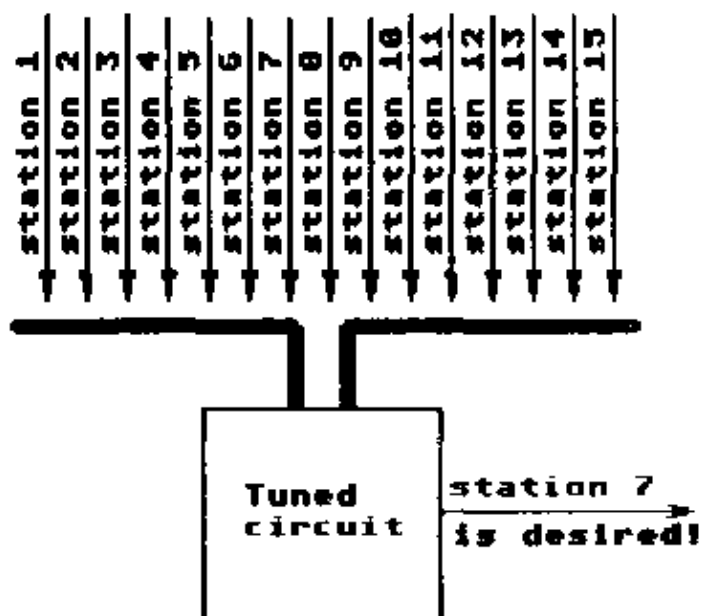 station 1
station 2
station 3
station 4
station 5
station 6
station 7
station 8
station 9
station 10
station 11
station 12
station 13
station 14
station 15
Tuned
circuit
station 7
is desired!